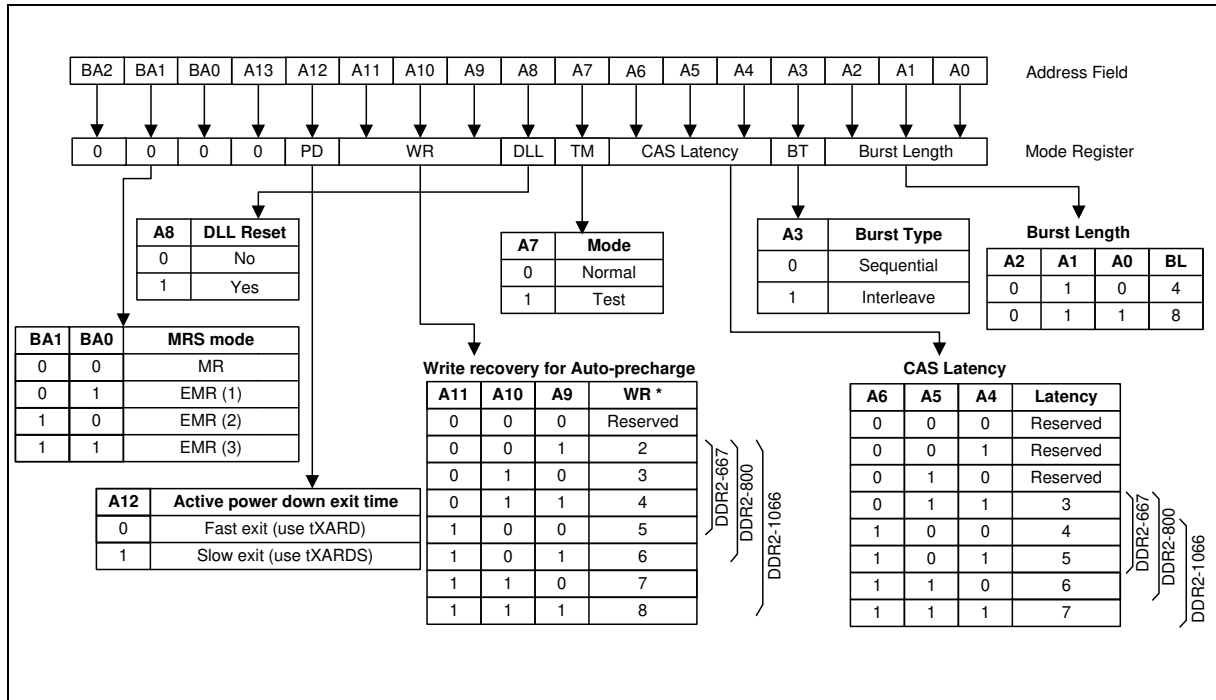 BA2 BA1 BA0 A13 A12 A11 A10 A9 A8 A7 A6 A5 A4 A3 A2 A1 A0 Address Field
0 0 0 0 PD WR DLL TM CAS Latency BT Burst Length Mode Register
A8 DLL Reset
0 No
1 Yes
A7 Mode
0 Normal
1 Test
A3 Burst Type
0 Sequential
1 Interleave
Burst Length
A2 A1 A0 BL
0 1 0 4
0 1 1 8
BA1 BA0 MRS mode
0 0 MR
0 1 EMR (1)
1 0 EMR (2)
1 1 EMR (3)
A12 Active power down exit time
0 Fast exit (use tXARD)
1 Slow exit (use tXARDS)
Write recovery for Auto-precharge
A11 A10 A9 WR *
0 0 0 Reserved
0 0 1 2
0 1 0 3
0 1 1 4
1 0 0 5
1 0 1 6
1 1 0 7
1 1 1 8
DDR2-667
DDR2-800
DDR2-1066
CAS Latency
A6 A5 A4 Latency
0 0 0 Reserved
0 0 1 Reserved
0 1 0 Reserved
0 1 1 3
1 0 0 4
1 0 1 5
1 1 0 6
1 1 1 7
DDR2-667
DDR2-800
DDR2-1066